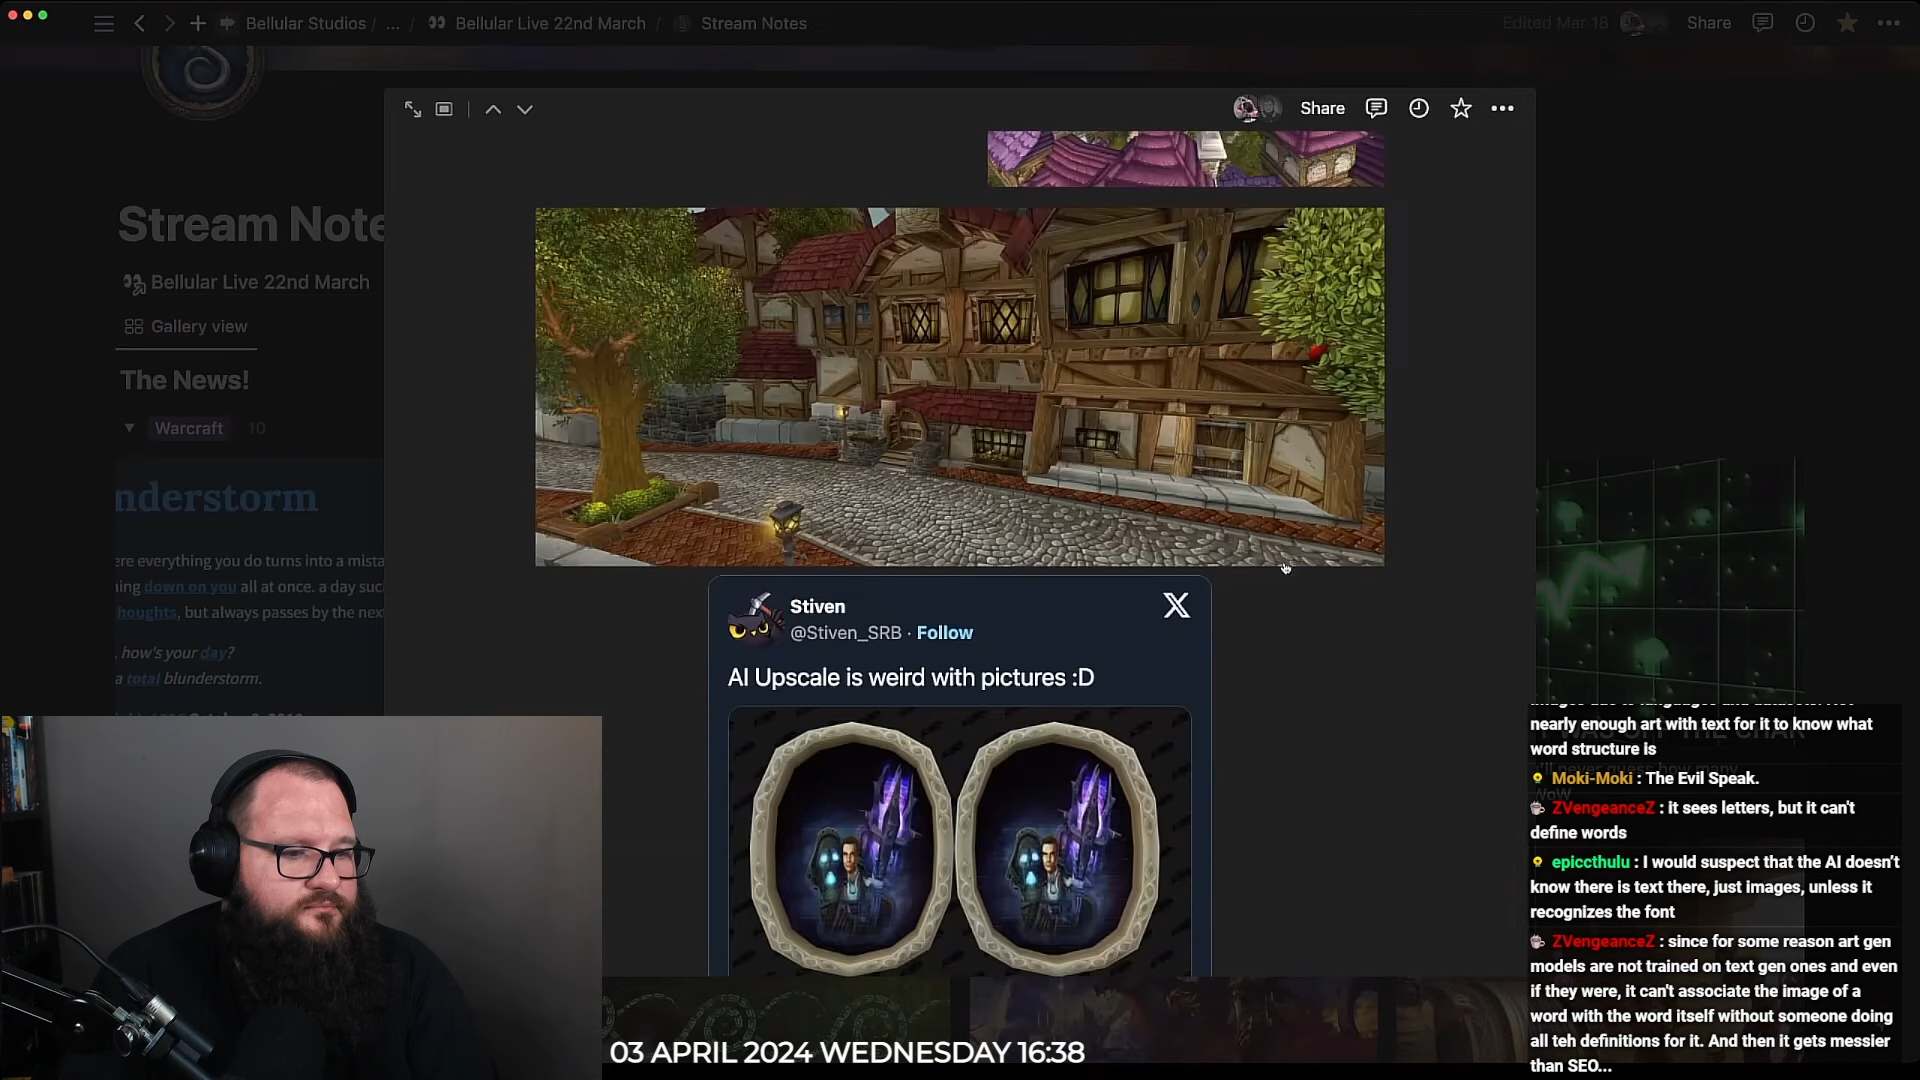 Bellular Studios / ... / Bellular Live 22nd March / Stream Notes
Edited Mar 18
Share
Share
Stream Note
Bellular Live 22nd March
Gallery view
The News!
Warcraft 10
nderstorm
ere everything you do turns into a mista
ning down on you all at once. a day suc
houghts, but always passes by the nex
, how's your day?
a total blunderstorm.
Stiven
@Stiven_SRB · Follow
AI Upscale is weird with pictures :D
nearly enough art with text for it to know what
word structure is
Moki-Moki : The Evil Speak.
WoW
ZVengeanceZ : it sees letters, but it can't
define words
epiccthulu : I would suspect that the AI doesn't
know there is text there, just images, unless it
recognizes the font
ZVengeanceZ : since for some reason art gen
models are not trained on text gen ones and even
if they were, it can't associate the image of a
word with the word itself without someone doing
all teh definitions for it. And then it gets messier
than SEO...
03 APRIL 2024 WEDNESDAY 16:38